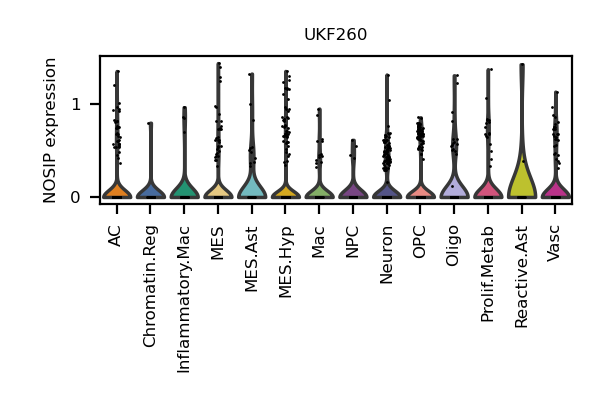 UKF260
NOSIP expression
1
0
AC
Chromatin.Reg
Inflammatory.Mac
MES
MES.Ast
MES.Hyp
Mac
NPC
Neuron
OPC
Oligo
Prolif.Metab
Reactive.Ast
Vasc